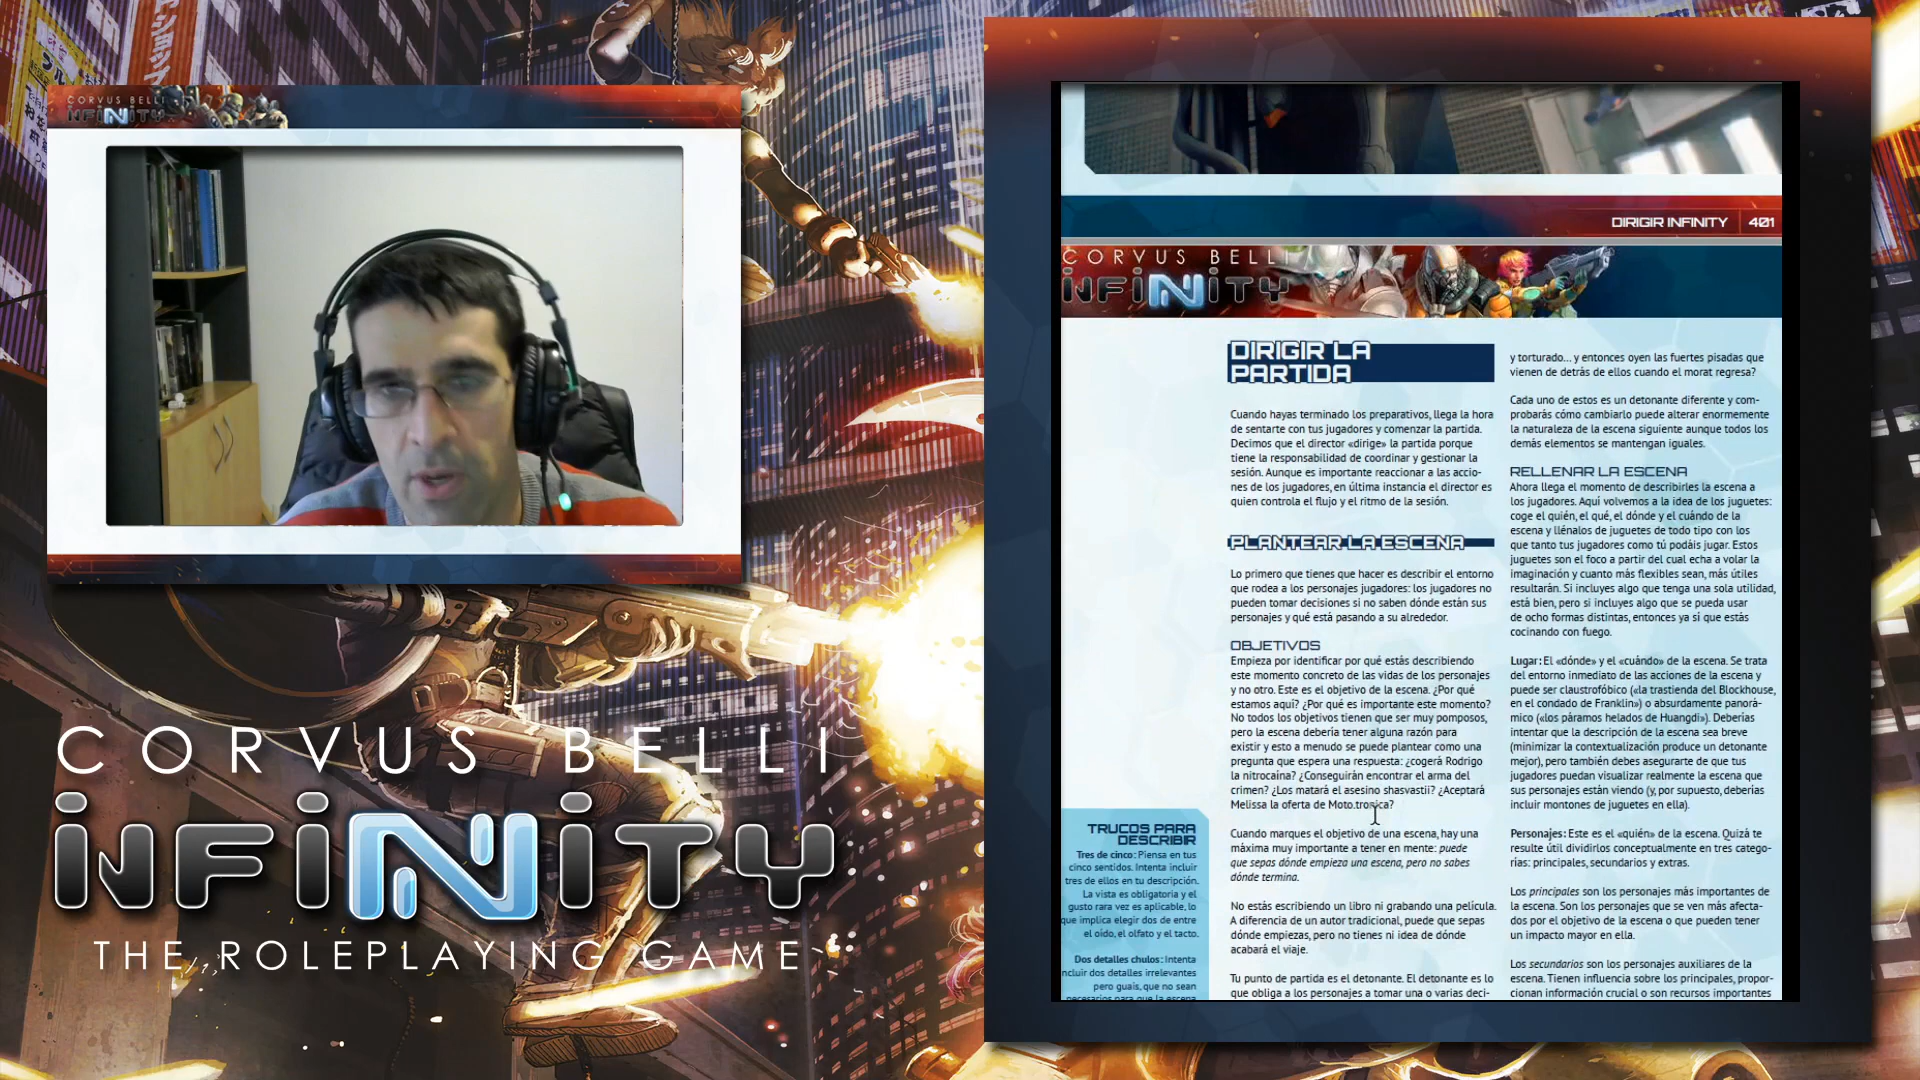 CORVUS BELLI
iNFiNiTY
CORVUS BELLI
iNFiNiTY
THE ROLEPLAYING GAME
DIRIGIR INFINITY 401
CORVUS BELLI
iNFiNiTY
DIRIGIR LA
PARTIDA
Cuando hayas terminado los preparativos, llega la hora
de sentarte con tus jugadores y comenzar la partida.
Decimos que el director «dirige» la partida porque
tiene la responsabilidad de coordinar y gestionar la
sesión. Aunque es importante reaccionar a las accio-
nes de los jugadores, en última instancia el director es
quien controla el flujo y el ritmo de la sesión.
PLANTEAR LA ESCENA
Lo primero que tienes que hacer es describir el entorno
que rodea a los personajes jugadores: los jugadores no
pueden tomar decisiones si no saben dónde están sus
personajes y qué está pasando a su alrededor.
OBJETIVOS
Empieza por identificar por qué estás describiendo
este momento concreto de las vidas de los personajes
y no otro. Este es el objetivo de la escena. ¿Por qué
estamos aquí? ¿Por qué es importante este momento?
No todos los objetivos tienen que ser muy pomposos,
pero la escena debería tener alguna razón para
existir y esto a menudo se puede plantear como una
pregunta que espera una respuesta: ¿cogerá Rodrigo
la nitrocaína? ¿Conseguirán encontrar el arma del
crimen? ¿Los matará el asesino shasvastii? ¿Aceptará
Melissa la oferta de Moto.tronica?
Cuando marques el objetivo de una escena, hay una
máxima muy importante a tener en mente: puede
que sepas dónde empieza una escena, pero no sabes
dónde termina.
No estás escribiendo un libro ni grabando una película.
A diferencia de un autor tradicional, puede que sepas
dónde empiezas, pero no tienes ni idea de dónde
acabará el viaje.
Tu punto de partida es el detonante. El detonante es lo
que obliga a los personajes a tomar una o varias deci-
y torturado... y entonces oyen las fuertes pisadas que
vienen de detrás de ellos cuando el morat regresa?
Cada uno de estos es un detonante diferente y com-
probarás cómo cambiarlo puede alterar enormemente
la naturaleza de la escena siguiente aunque todos los
demás elementos se mantengan iguales.
RELLENAR LA ESCENA
Ahora llega el momento de describirles la escena a
los jugadores. Aquí volvemos a la idea de los juguetes:
coge el quién, el qué, el dónde y el cuándo de la
escena y llénalos de juguetes de todo tipo con los
que tanto tus jugadores como tú podáis jugar. Estos
juguetes son el foco a partir del cual echa a volar la
imaginación y cuanto más flexibles sean, más útiles
resultarán. Si incluyes algo que tenga una sola utilidad,
está bien, pero si incluyes algo que se pueda usar
de ocho formas distintas, entonces ya sí que estás
cocinando con fuego.
Lugar: El «dónde» y el «cuándo» de la escena. Se trata
del entorno inmediato de las acciones de la escena y
puede ser claustrofóbico («la trastienda del Blockhouse,
en el condado de Franklin») o absurdamente panorá-
mico («los páramos helados de Huangdi»). Deberías
intentar que la descripción de la escena sea breve
(minimizar la contextualización produce un detonante
mejor), pero también debes asegurarte de que tus
jugadores puedan visualizar realmente la escena que
sus personajes están viendo (y, por supuesto, deberías
incluir montones de juguetes en ella).
Personajes: Este es el «quién» de la escena. Quizá te
resulte útil dividirlos conceptualmente en tres catego-
rías: principales, secundarios y extras.
Los principales son los personajes más importantes de
la escena. Son los personajes que se ven más afecta-
dos por el objetivo de la escena o que pueden tener
un impacto mayor en ella.
Los secundarios son los personajes auxiliares de la
escena. Tienen influencia sobre los principales, propor-
cionan información crucial o son recursos importantes
TRUCOS PARA
DESCRIBIR
Tres de cinco: Piensa en tus
cinco sentidos. Intenta incluir
tres de ellos en tu descripción.
La vista es obligatoria y el
gusto rara vez es aplicable, lo
que implica elegir dos de entre
el oído, el olfato y el tacto.
Dos detalles chulos: Intenta
incluir dos detalles irrelevantes
pero guais, que no sean
necesarios para que la escena